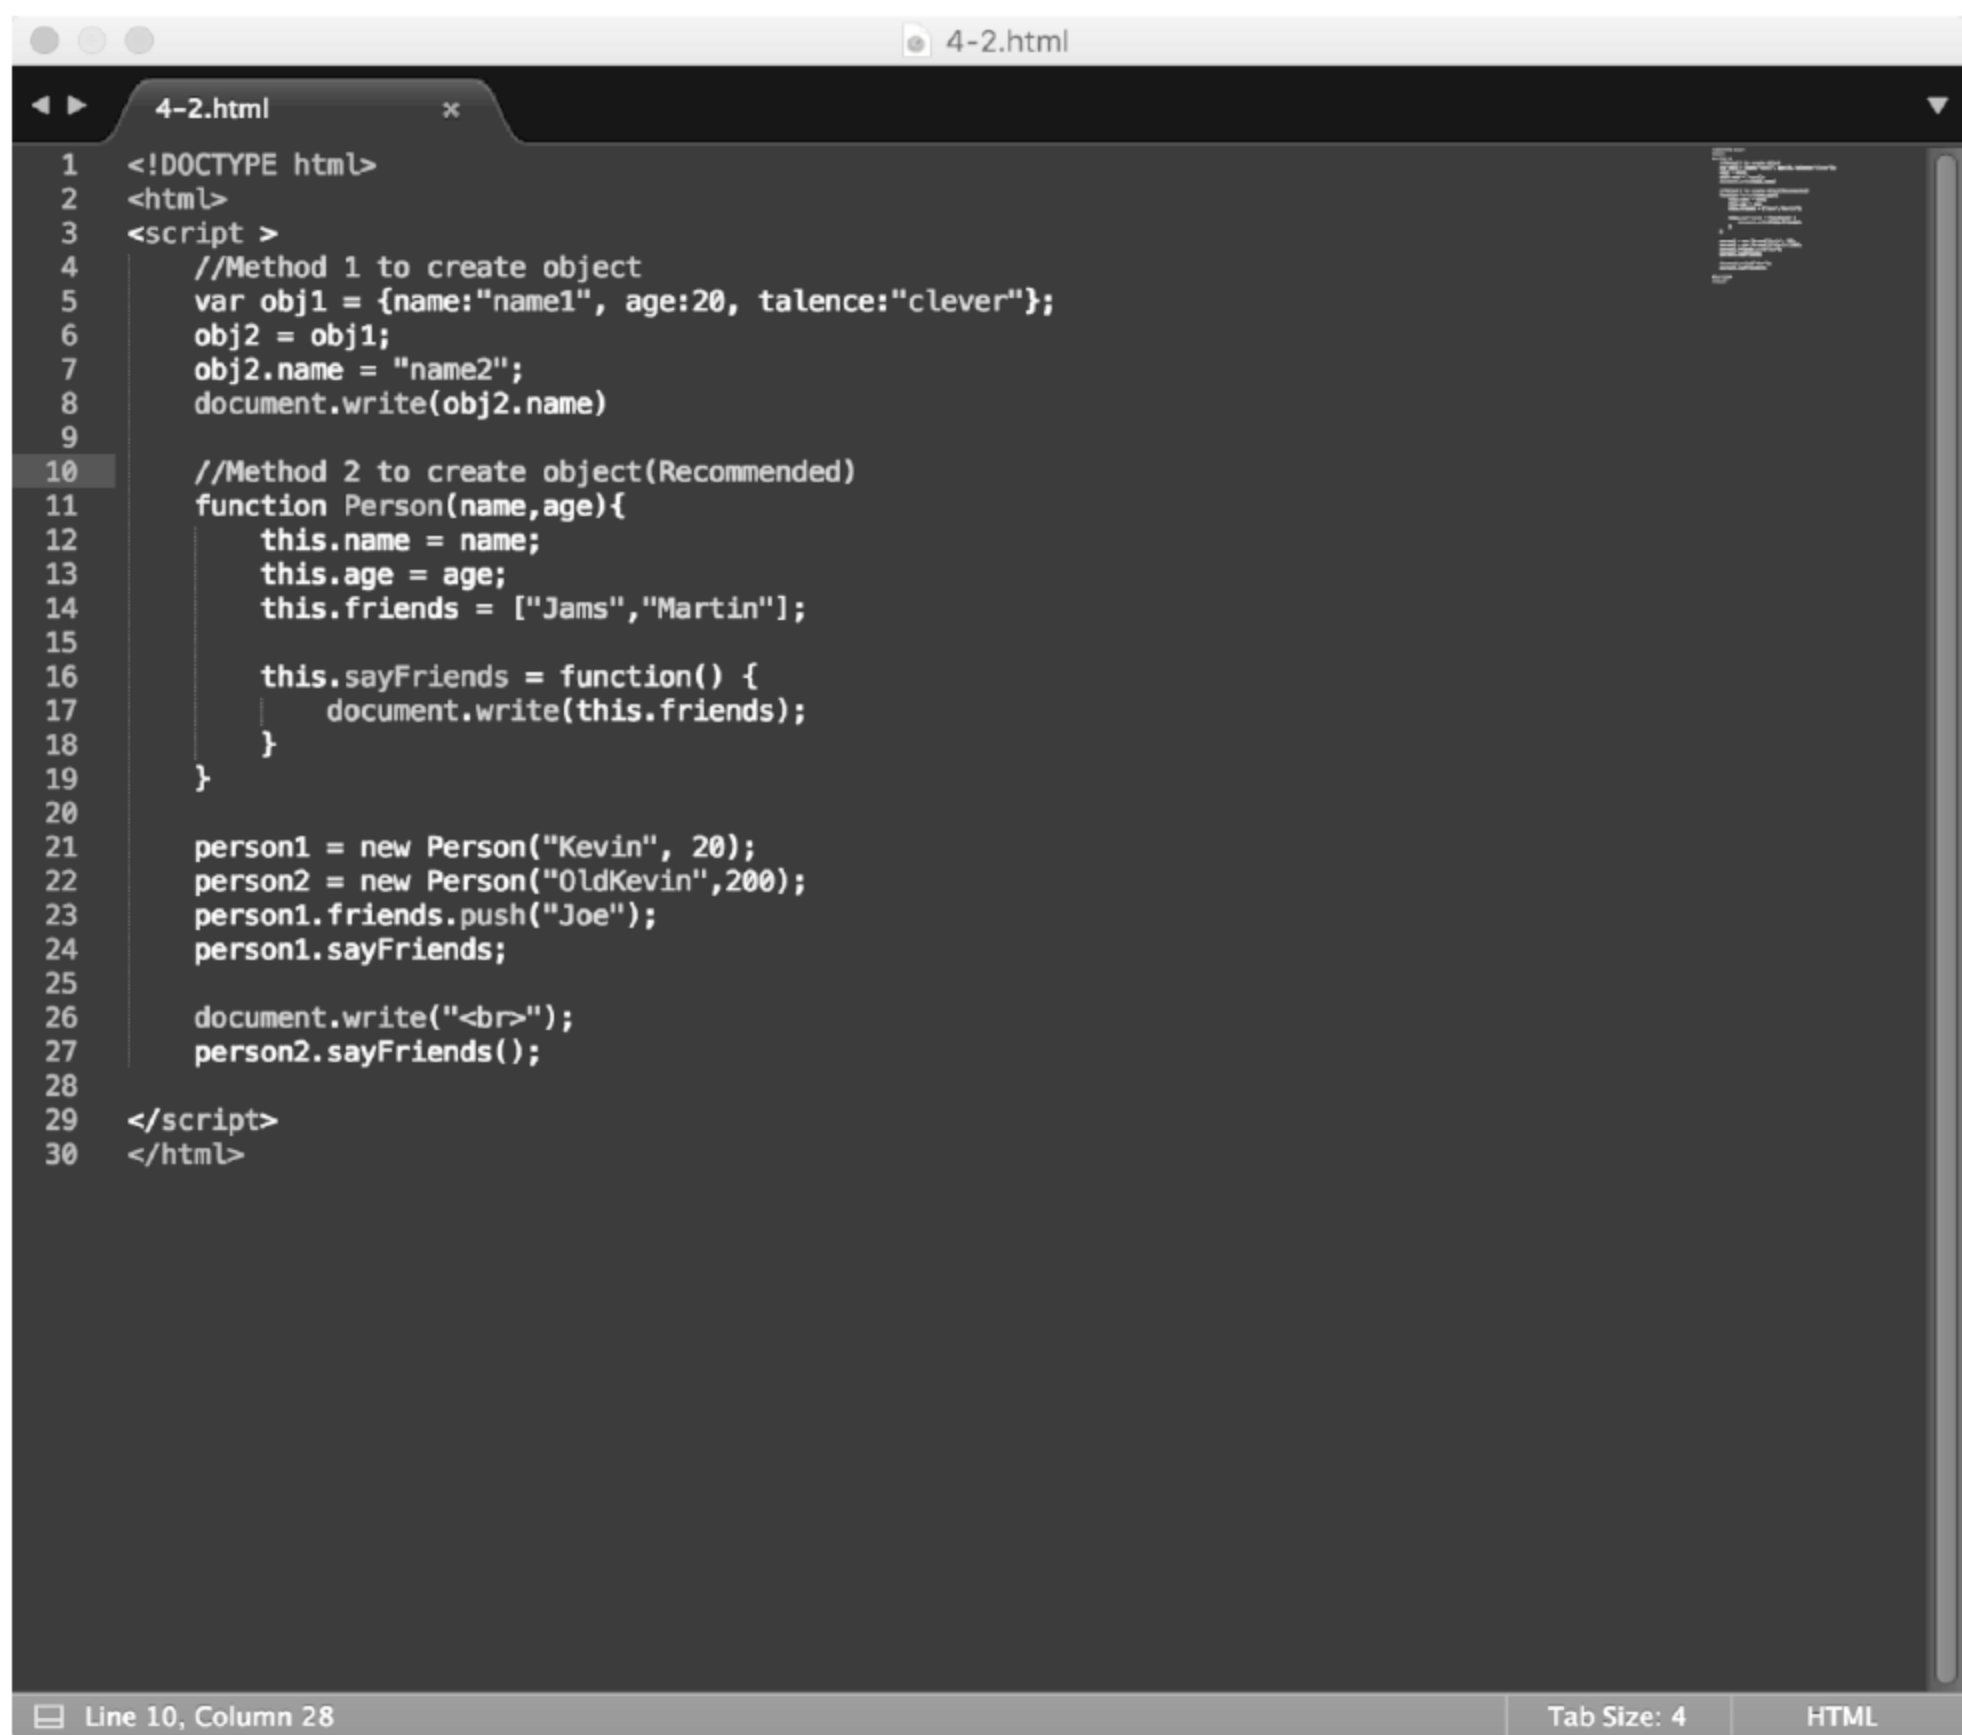 4-2.html
4-2.html
1 <!DOCTYPE html>
2 <html>
3 <script >
4     //Method 1 to create object
5     var obj1 = {name:"name1", age:20, talence:"clever"};
6     obj2 = obj1;
7     obj2.name = "name2";
8     document.write(obj2.name)
9
10     //Method 2 to create object(Recommended)
11     function Person(name,age){
12         this.name = name;
13         this.age = age;
14         this.friends = ["Jams","Martin"];
15
16         this.sayFriends = function() {
17             document.write(this.friends);
18         }
19     }
20
21     person1 = new Person("Kevin", 20);
22     person2 = new Person("OldKevin",200);
23     person1.friends.push("Joe");
24     person1.sayFriends;
25
26     document.write("<br>");
27     person2.sayFriends();
28
29 </script>
30 </html>
Line 10, Column 28 Tab Size: 4 HTML